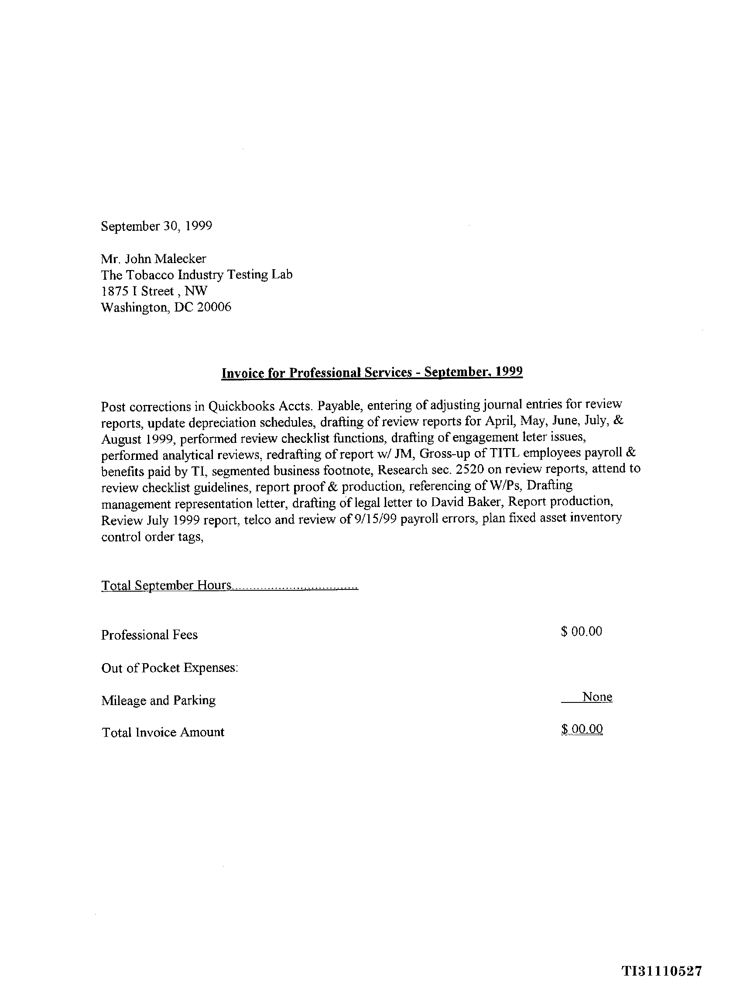 September 30, 1999
Mr. John Malecker
The Tobacco Industry Testing Lab
1875 I Street , NW
Washington, DC 20006
Invoice for Professional Services - September, 1999
Post corrections in Quickbooks Accts. Payable, entering of adjusting journal entries for review
reports, update depreciation schedules, drafting of review reports for April, May, June, July, &
August 1999, performed review checklist functions, drafting of engagement leter issues,
performed analytical reviews, redrafting of report w/ JM, Gross-up of TITL employees payroll &
benefits paid by TI, segmented business footnote, Research sec. 2520 on review reports, attend to
review checklist guidelines, report proof & production, referencing of W/Ps, Drafting
management representation letter, drafting of legal letter to David Baker, Report production,
Review July 1999 report, telco and review of 9/15/99 payroll errors, plan fixed asset inventory
control order tags,
Total September Hours...................................
Professional Fees $ 00.00
Out of Pocket Expenses:
Mileage and Parking None
Total Invoice Amount $ 00.00
TI31110527